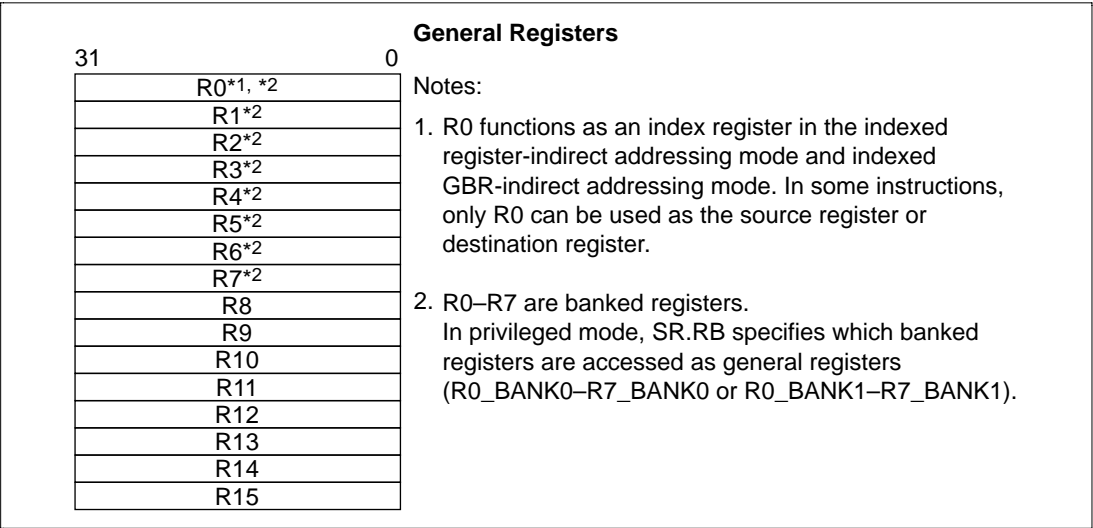 General Registers
31 0
R0*1, *2
R1*2
R2*2
R3*2
R4*2
R5*2
R6*2
R7*2
R8
R9
R10
R11
R12
R13
R14
R15
Notes:
1. R0 functions as an index register in the indexed
register-indirect addressing mode and indexed
GBR-indirect addressing mode. In some instructions,
only R0 can be used as the source register or
destination register.
2. R0–R7 are banked registers.
In privileged mode, SR.RB specifies which banked
registers are accessed as general registers
(R0_BANK0–R7_BANK0 or R0_BANK1–R7_BANK1).